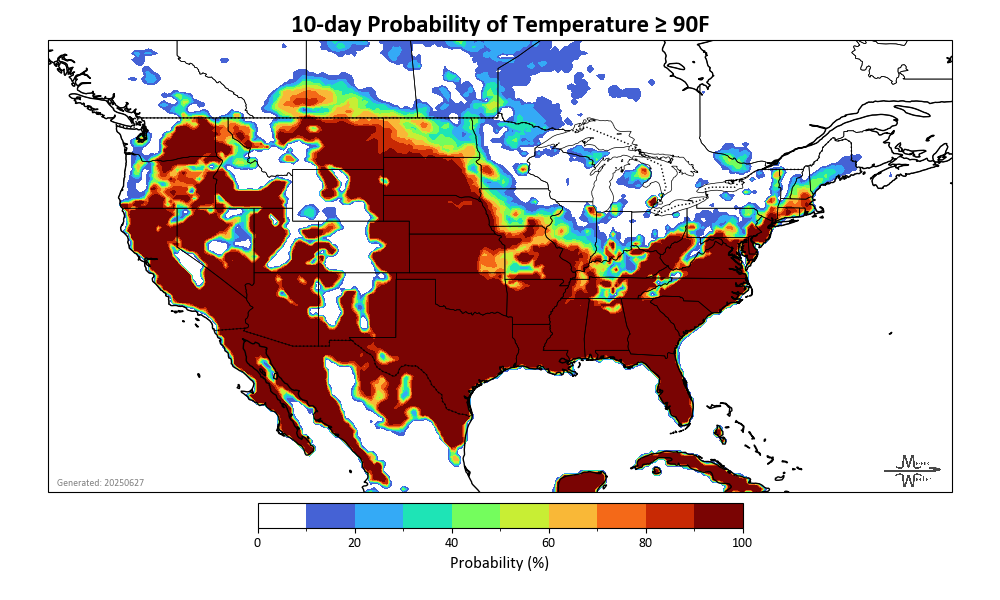 10-day Probability of Temperature ≥ 90F
Generated: 20250627
0 20 40 60 80 100
Probability (%)